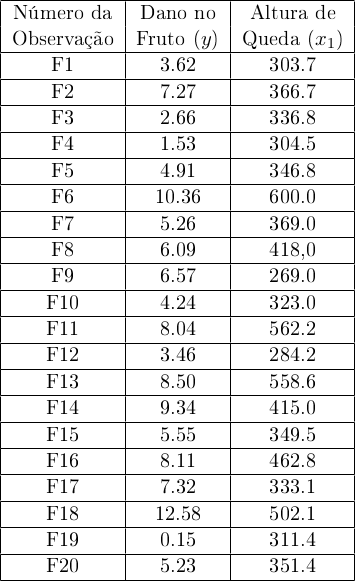 Número da Dano no Altura de
Observação Fruto (y) Queda (x₁)
F1 3.62 303.7
F2 7.27 366.7
F3 2.66 336.8
F4 1.53 304.5
F5 4.91 346.8
F6 10.36 600.0
F7 5.26 369.0
F8 6.09 418,0
F9 6.57 269.0
F10 4.24 323.0
F11 8.04 562.2
F12 3.46 284.2
F13 8.50 558.6
F14 9.34 415.0
F15 5.55 349.5
F16 8.11 462.8
F17 7.32 333.1
F18 12.58 502.1
F19 0.15 311.4
F20 5.23 351.4